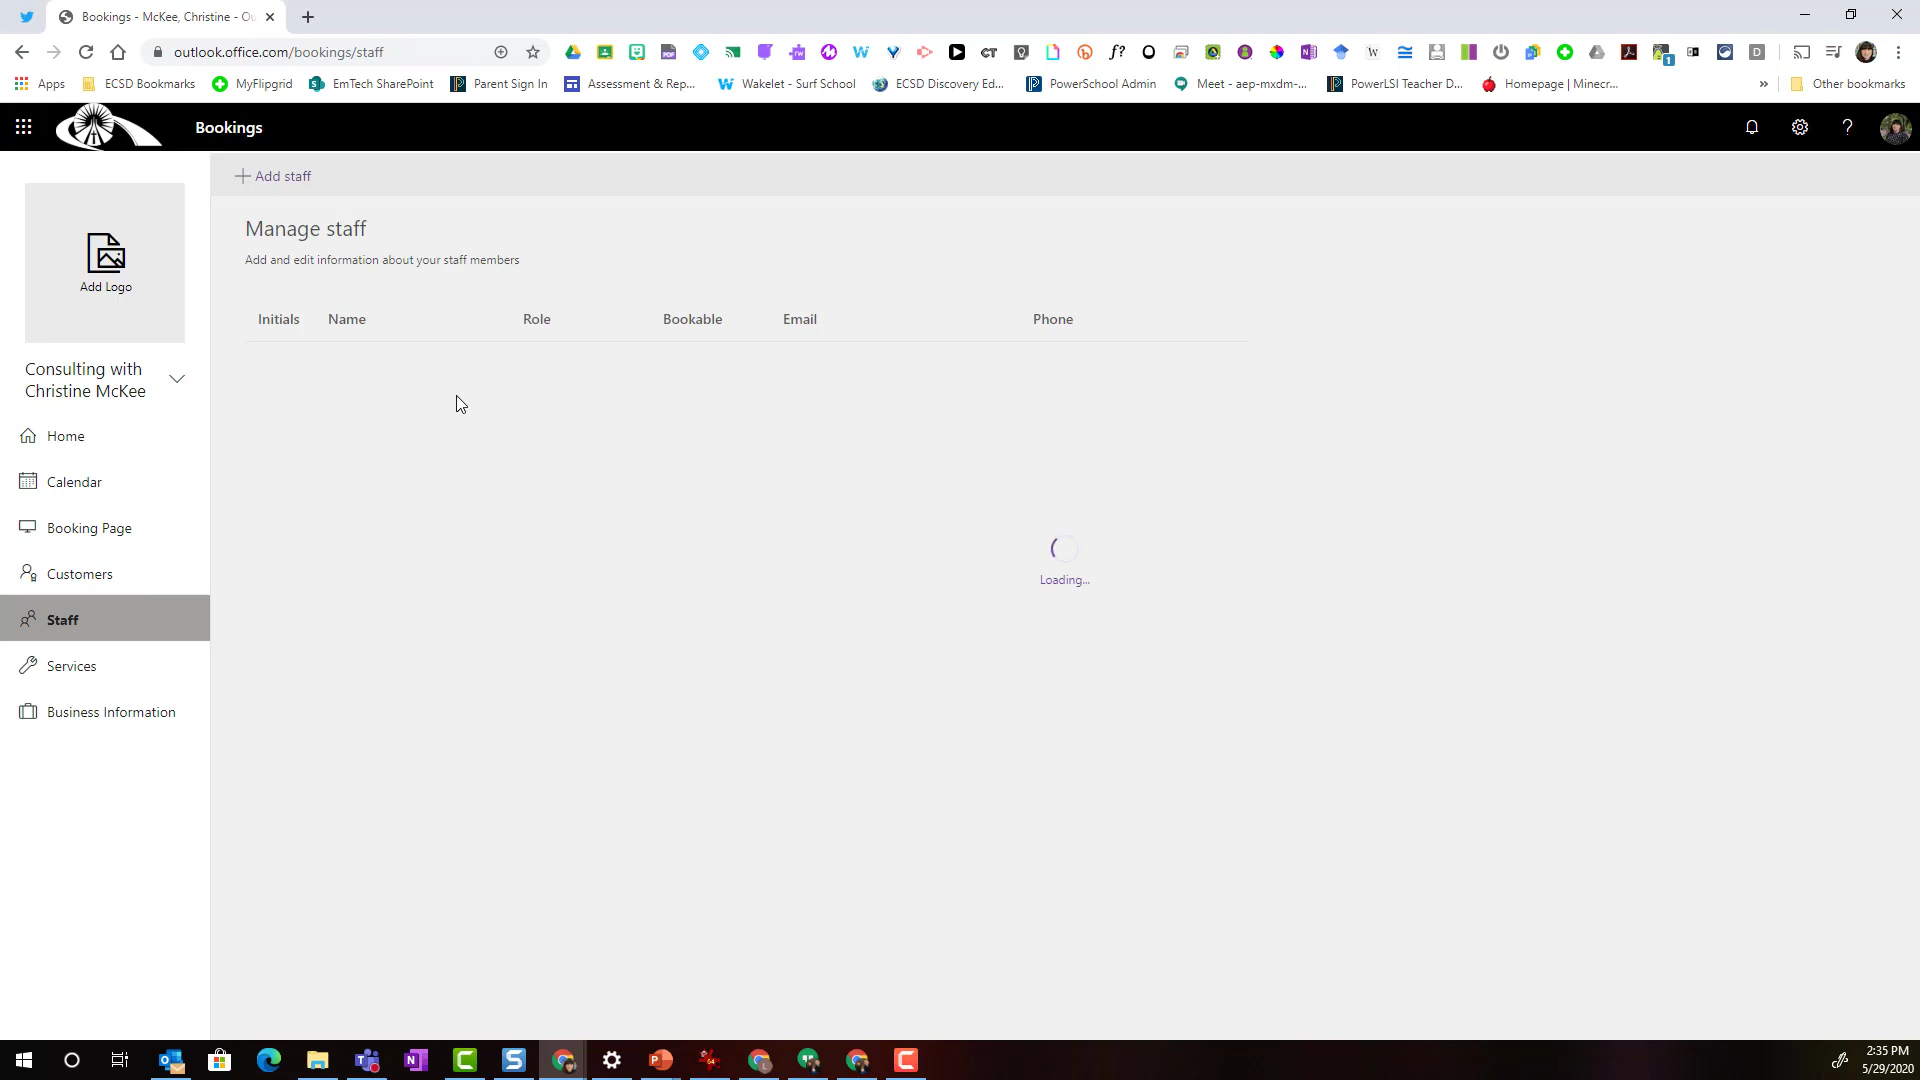 Bookings - McKee, Christine - Ou
outlook.office.com/bookings/staff
Apps
ECSD Bookmarks
MyFlipgrid
EmTech SharePoint
Parent Sign In
Assessment & Rep...
Wakelet - Surf School
ECSD Discovery Ed...
PowerSchool Admin
Meet - aep-mxdm-...
PowerLSI Teacher D...
Homepage | Minecr...
»
Other bookmarks
Bookings
Add staff
Manage staff
Add and edit information about your staff members
Initials Name Role Bookable Email Phone
Add Logo
Consulting with
Christine McKee
Home
Calendar
Booking Page
Customers
Staff
Services
Business Information
Loading...
2:35 PM
5/29/2020